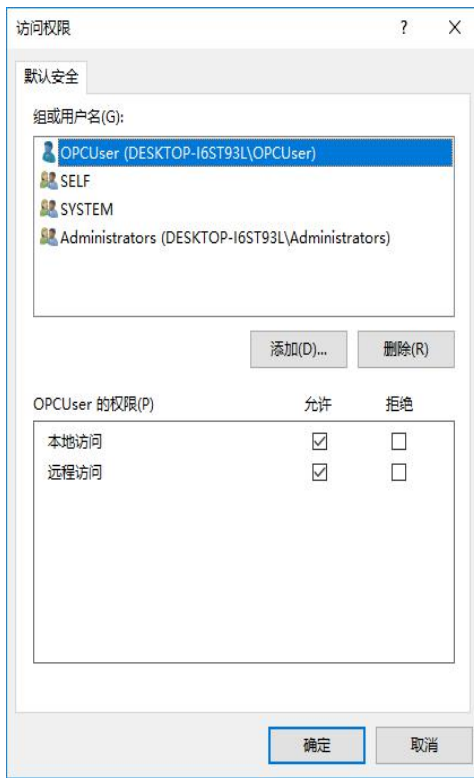 访问权限 ? X
默认安全
组或用户名(G):
OPCUser (DESKTOP-I6ST93L\OPCUser)
SELF
SYSTEM
Administrators (DESKTOP-I6ST93L\Administrators)
添加(D)... 删除(R)
OPCUser 的权限(P) 允许 拒绝
本地访问
远程访问
确定 取消